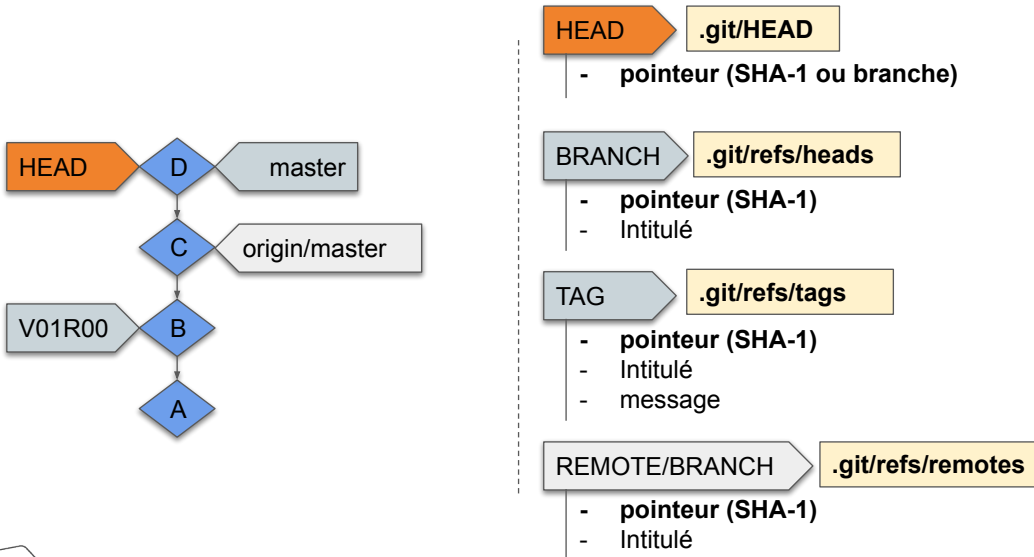 HEAD
D
master
C
origin/master
V01R00
B
A
HEAD
.git/HEAD
- pointeur (SHA-1 ou branche)
BRANCH
.git/refs/heads
- pointeur (SHA-1)
- Intitulé
TAG
.git/refs/tags
- pointeur (SHA-1)
- Intitulé
- message
REMOTE/BRANCH
.git/refs/remotes
- pointeur (SHA-1)
- Intitulé